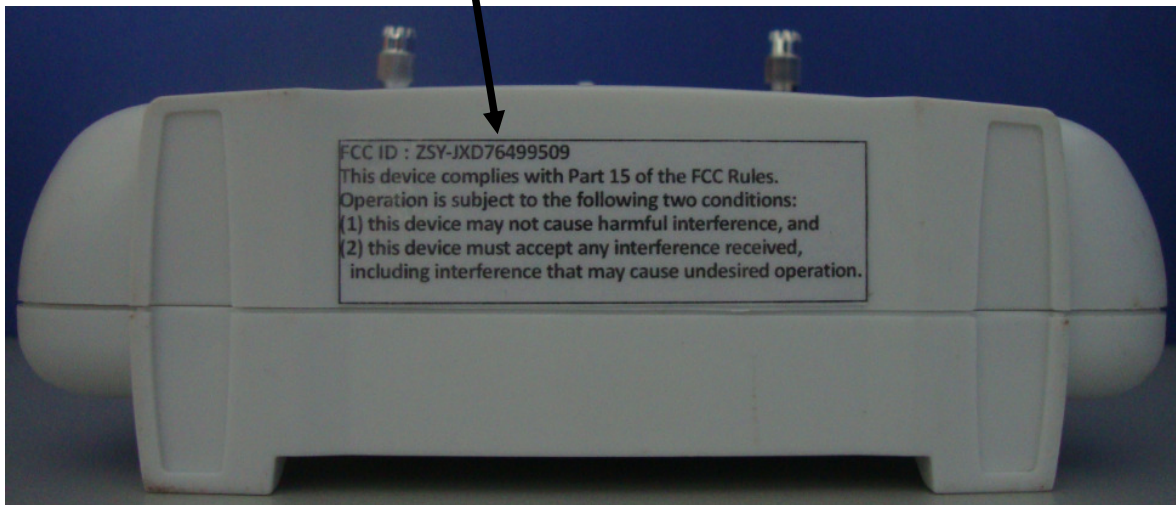 FCC ID : ZSY-JXD76499509
This device complies with Part 15 of the FCC Rules.
Operation is subject to the following two conditions:
(1) this device may not cause harmful interference, and
(2) this device must accept any interference received,
including interference that may cause undesired operation.